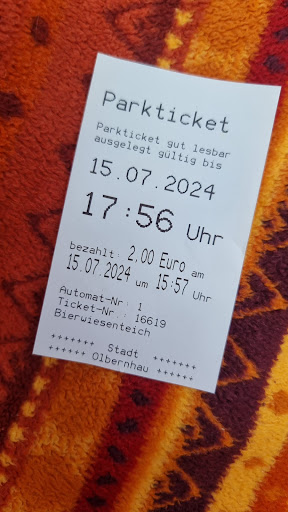 Parkticket
Parkticket gut lesbar
ausgelegt gültig bis
15.07.2024
17:56 Uhr
bezahlt: 2,00 Euro am
15.07.2024 um 15:57 Uhr
Automat-Nr: 1
Ticket-Nr.: 16619
Bierwiesenteich
+++++++ Stadt +++++++
++++++ Olbernhau ++++++